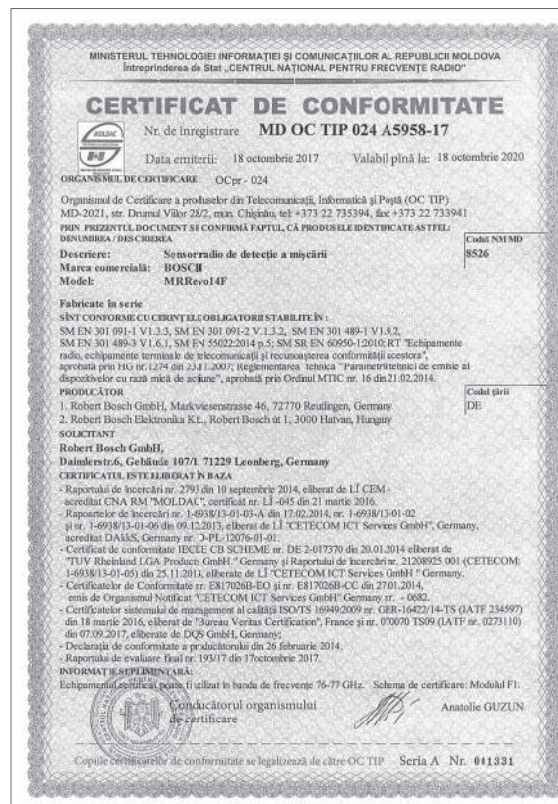 MINISTERUL TEHNOLOGIEI INFORMAȚIEI ȘI COMUNICAȚIILOR AL REPUBLICII MOLDOVA
Întreprinderea de Stat „CENTRUL NAȚIONAL PENTRU FRECVENȚE RADIO"
CERTIFICAT DE CONFORMITATE
MOLDAC
Nr. de înregistrare MD OC TIP 024 A5958-17
Data emiterii: 18 octombrie 2017 Valabil pînă la: 18 octombrie 2020
ORGANISMUL DE CERTIFICARE OCpr - 024
Organismul de Certificare a produselor din Telecomunicații, Informatică și Poștă (OC TIP)
MD-2021, str. Drumul Viilor 28/2, mun. Chișinău, tel: +373 22 735394, fax +373 22 733941
PRIN PREZENTUL DOCUMENT SE CONFIRMĂ FAPTUL, CĂ PRODUSELE IDENTIFICATE ASTFEL:
DENUMIREA / DESCRIEREA Codul NM MD
Descriere: Sensorradio de detecție a mișcării 8526
Marca comercială: BOSCH
Model: MRRevo14F
Fabricate în serie
SÎNT CONFORME CU CERINȚELE OBLIGATORII STABILITE ÎN :
SM EN 301 091-1 V1.3.3, SM EN 301 091-2 V.1.3.2, SM EN 301 489-1 V1.9.2,
SM EN 301 489-3 V1.6.1, SM EN 55022:2014 p.5; SM SR EN 60950-1:2010; RT "Echipamente
radio, echipamente terminale de telecomunicații și recunoașterea conformității acestora",
aprobată prin HG nr.1274 din 23.11.2007; Reglementarea tehnica "Parametrii tehnici de emisie al
dispozitivelor cu rază mică de acțiune", aprobată prin Ordinul MTIC nr. 16 din 21.02.2014.
PRODUCĂTOR Codul țării
1. Robert Bosch GmbH, Markwiesenstrasse 46, 72770 Reutlingen, Germany DE
2. Robert Bosch Elektronika Kt., Robert Bosch út 1, 3000 Hatvan, Hungary
SOLICITANT
Robert Bosch GmbH,
Daimlerstr.6, Gebäude 107/1, 71229 Leonberg, Germany
CERTIFICATUL ESTE ELIBERAT ÎN BAZA
- Raportului de încercări nr. 2793 din 10 septembrie 2014, eliberat de LÎ CEM -
acreditat CNA RM "MOLDAC", certificat nr. LÎ -045 din 21 martie 2016.
- Rapoartelor de încercări nr. 1-6938/13-01-03-A din 17.02.2014, nr. 1-6938/13-01-02
și nr. 1-6938/13-01-06 din 09.12.2013, eliberate de LÎ "CETECOM ICT Services GmbH", Germany,
acreditat DAkkS, Germany nr. D-PL-12076-01-01.
- Certificat de conformitate IECEE CB SCHEME nr. DE 2-017370 din 20.01.2014 eliberat de
"TUV Rheinland LGA Products GmbH." Germany și Raportului de încercări nr. 21208925 001 (CETECOM:
1-6938/13-01-05) din 25.11.2013, eliberate de LÎ "CETECOM ICT Services GmbH " Germany.
- Certificatelor de Conformitate nr. E817026B-EO și nr. E817026B-CC din 27.01.2014,
emis de Organismul Notificat "CETECOM ICT Services GmbH" Germany nr. - 0682.
- Certificatelor sistemului de management al calității ISO/TS 16949:2009 nr. GER-16422/14-TS (IATF 234597)
din 18 martie 2016, eliberat de "Bureau Veritas Certification", France și nr. 070070 TS09 (IATF nr. 0273110)
din 07.09.2017, eliberate de DQS GmbH, Germany;
- Declarația de conformitate a producătorului din 26 februarie 2014.
- Raportului de evaluare final nr. 193/17 din 17octombrie 2017.
INFORMAȚIE SUPLIMENTARĂ:
Echipamentul certificat poate fi utilizat în banda de frecvențe 76-77 GHz. Schema de certificare: Modulul F1.
Conducătorul organismului
de certificare Anatolie GUZUN
Copiile certificatelor de conformitate se legalizează de către OC TIP Seria A Nr. 001331